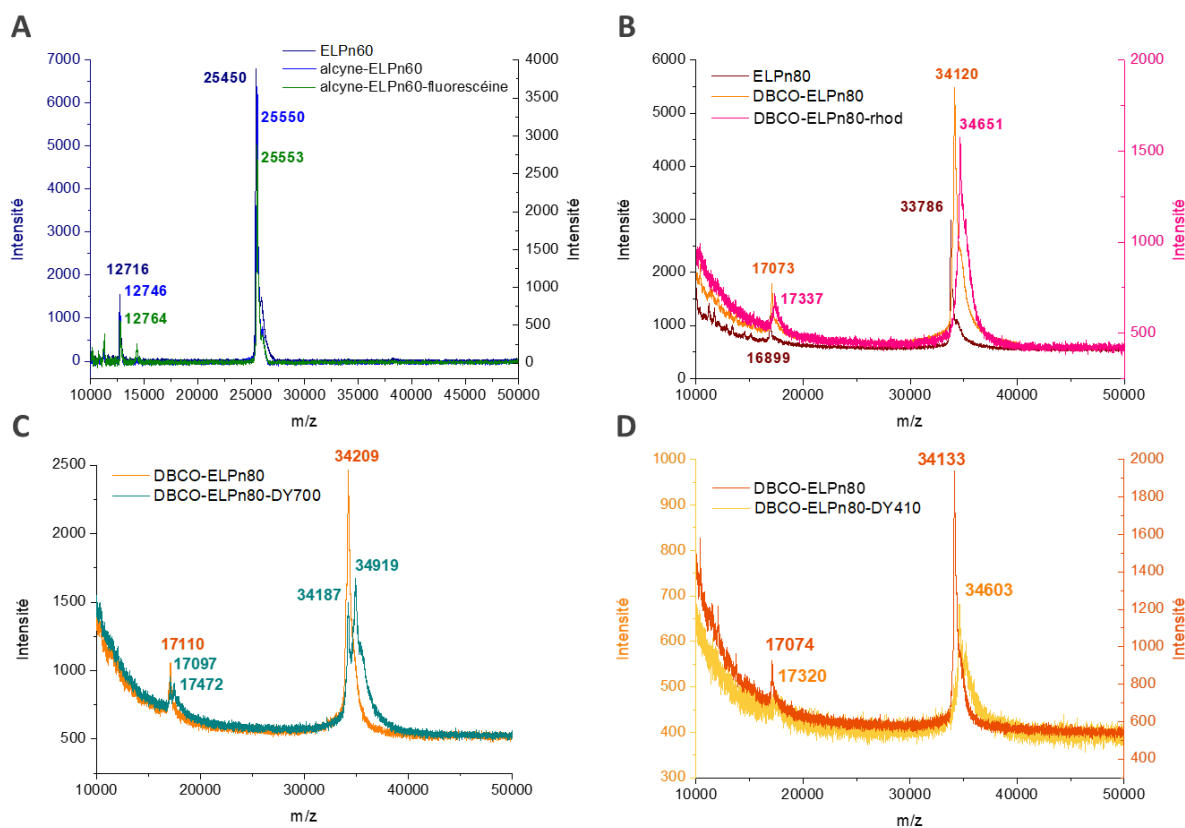 A
ELPn60
alcyne-ELPn60
alcyne-ELPn60-fluorescéine
25450
25550
25553
12716
12746
12764
7000
6000
5000
4000
3000
2000
1000
0
4000
3500
3000
2500
2000
1500
1000
500
0
Intensité
Intensité
10000 15000 20000 25000 30000 35000 40000 45000 50000
m/z
B
ELPn80
DBCO-ELPn80
DBCO-ELPn80-rhod
34120
34651
33786
17073
17337
16899
6000
5000
4000
3000
2000
1000
0
2000
1500
1000
500
Intensité
Intensité
10000 20000 30000 40000 50000
m/z
C
DBCO-ELPn80
DBCO-ELPn80-DY700
34209
34919
34187
17110
17097
17472
2500
2000
1500
1000
500
Intensité
10000 20000 30000 40000 50000
m/z
D
DBCO-ELPn80
DBCO-ELPn80-DY410
34133
34603
17074
17320
1000
900
800
700
600
500
400
300
2000
1800
1600
1400
1200
1000
800
600
400
Intensité
Intensité
10000 20000 30000 40000 50000
m/z